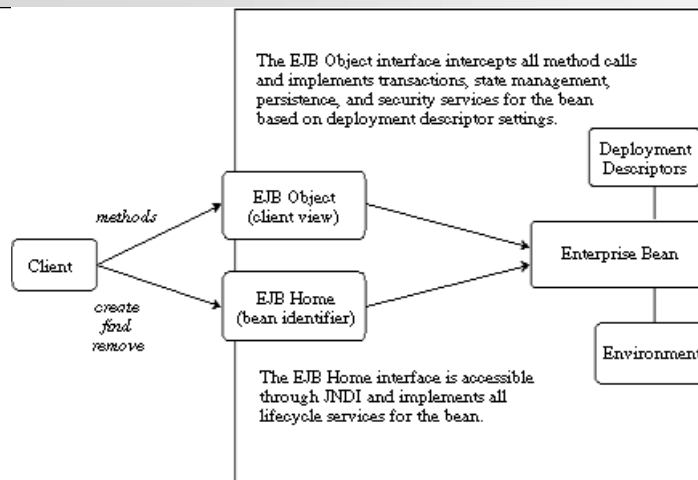 The EJB Object interface intercepts all method calls
and implements transactions, state management,
persistence, and security services for the bean
based on deployment descriptor settings.
Deployment
Descriptors
methods
EJB Object
(client view)
Client
Enterprise Bean
create
find
remove
EJB Home
(bean identifier)
Environment
The EJB Home interface is accessible
through JNDI and implements all
lifecycle services for the bean.